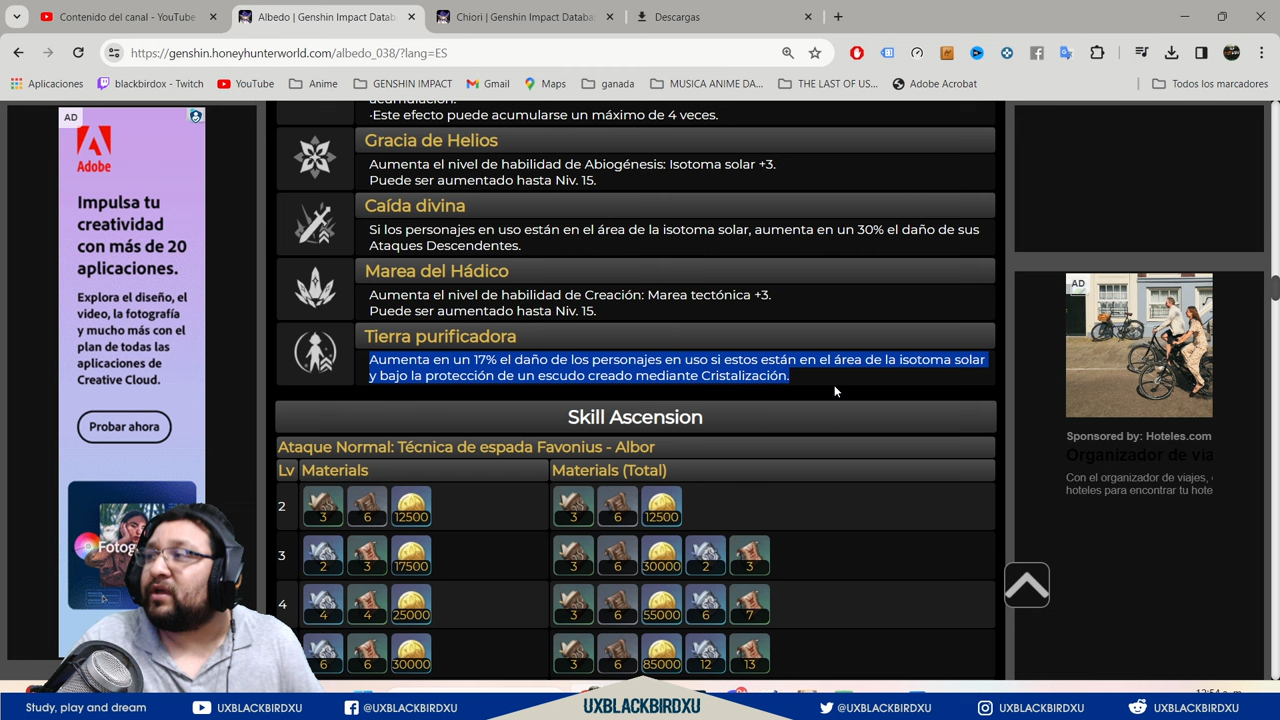 Contenido del canal - YouTube
Albedo | Genshin Impact Datab
Chiori | Genshin Impact Databa
Descargas
https://genshin.honeyhunterworld.com/albedo_038/?lang=ES
Aplicaciones
blackbirdox - Twitch
YouTube
Anime
GENSHIN IMPACT
Gmail
Maps
ganada
MUSICA ANIME DA...
THE LAST OF US...
Adobe Acrobat
Todos los marcadores
AD
Adobe
Impulsa tu
creatividad
con más de 20
aplicaciones.
Explora el diseño, el
video, la fotografía
y mucho más con el
plan de todas las
aplicaciones de
Creative Cloud.
Probar ahora
Fotog
acumulación.
·Este efecto puede acumularse un máximo de 4 veces.
Gracia de Helios
Aumenta el nivel de habilidad de Abiogénesis: Isotoma solar +3.
Puede ser aumentado hasta Niv. 15.
Caída divina
Si los personajes en uso están en el área de la isotoma solar, aumenta en un 30% el daño de sus
Ataques Descendentes.
Marea del Hádico
Aumenta el nivel de habilidad de Creación: Marea tectónica +3.
Puede ser aumentado hasta Niv. 15.
Tierra purificadora
Aumenta en un 17% el daño de los personajes en uso si estos están en el área de la isotoma solar
y bajo la protección de un escudo creado mediante Cristalización.
Skill Ascension
Ataque Normal: Técnica de espada Favonius - Albor
Lv Materials Materials (Total)
2 3 6 12500 3 6 12500
3 2 3 17500 3 6 30000 2 3
4 4 4 25000 3 6 55000 6 7
6 6 30000 3 6 85000 12 13
AD
Sponsored by: Hoteles.com
Organizador de via
Con el organizador de viajes,
hoteles para encontrar tu hote
Study, play and dream
UXBLACKBIRDXU
@UXBLACKBIRDXU
UXBLACKBIRDXU
@UXBLACKBIRDXU
UXBLACKBIRDXU
UXBLACKBIRDXU